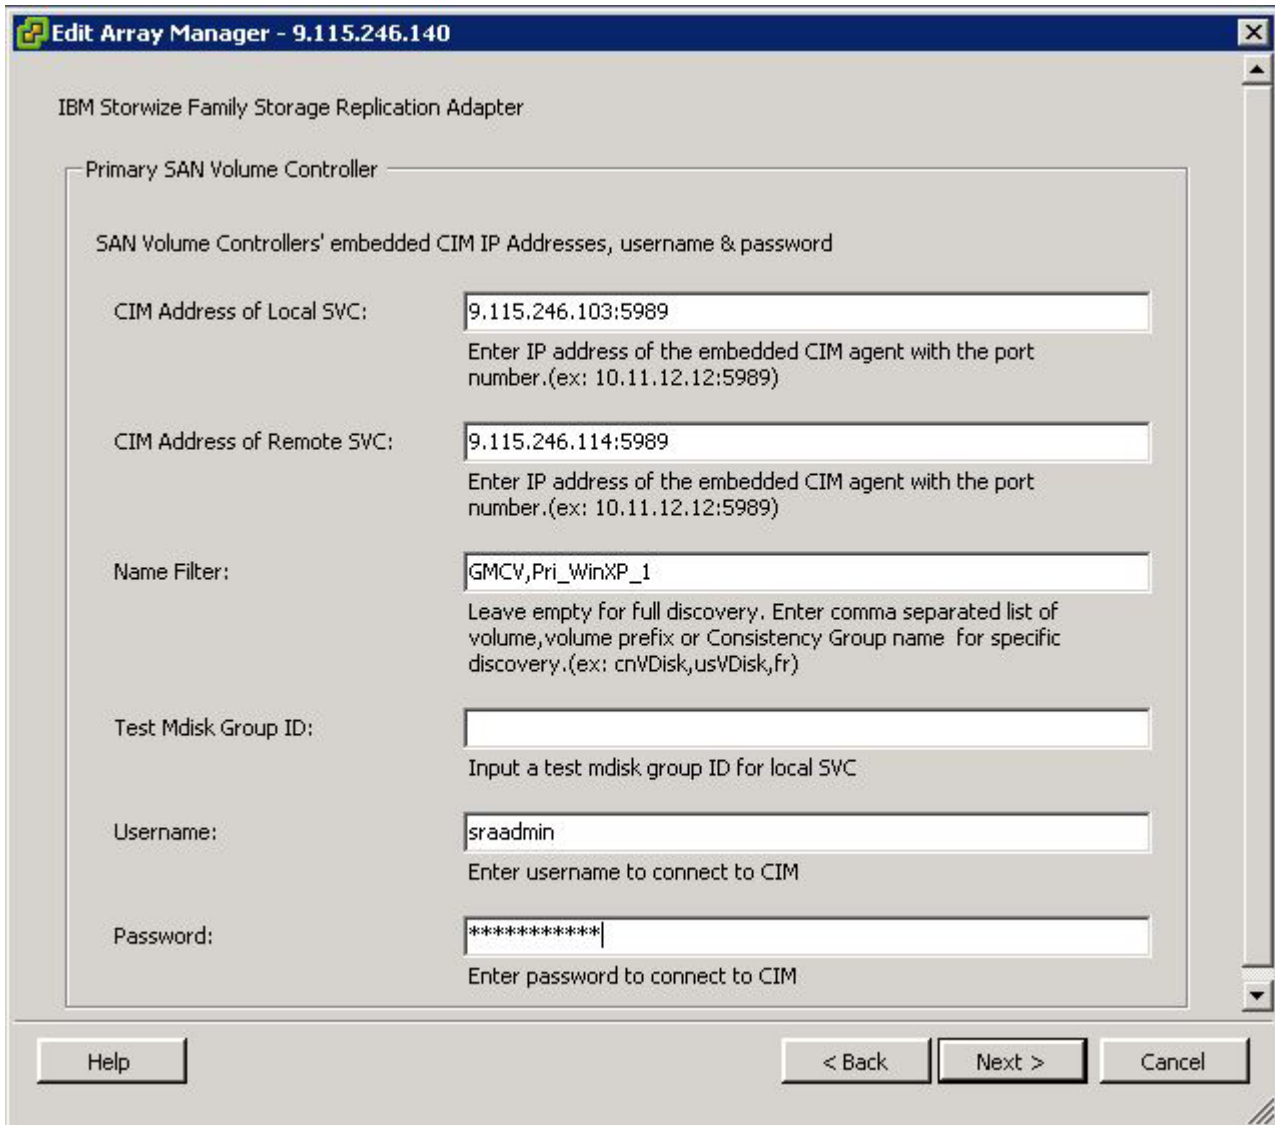 Edit Array Manager - 9.115.246.140
IBM Storwize Family Storage Replication Adapter
Primary SAN Volume Controller
SAN Volume Controllers' embedded CIM IP Addresses, username & password
CIM Address of Local SVC:
9.115.246.103:5989
Enter IP address of the embedded CIM agent with the port
number.(ex: 10.11.12.12:5989)
CIM Address of Remote SVC:
9.115.246.114:5989
Enter IP address of the embedded CIM agent with the port
number.(ex: 10.11.12.12:5989)
Name Filter:
GMCV,Pri_WinXP_1
Leave empty for full discovery. Enter comma separated list of
volume,volume prefix or Consistency Group name  for specific
discovery.(ex: cnVDisk,usVDisk,fr)
Test Mdisk Group ID:
Input a test mdisk group ID for local SVC
Username:
sraadmin
Enter username to connect to CIM
Password:
***********
Enter password to connect to CIM
Help
< Back
Next >
Cancel